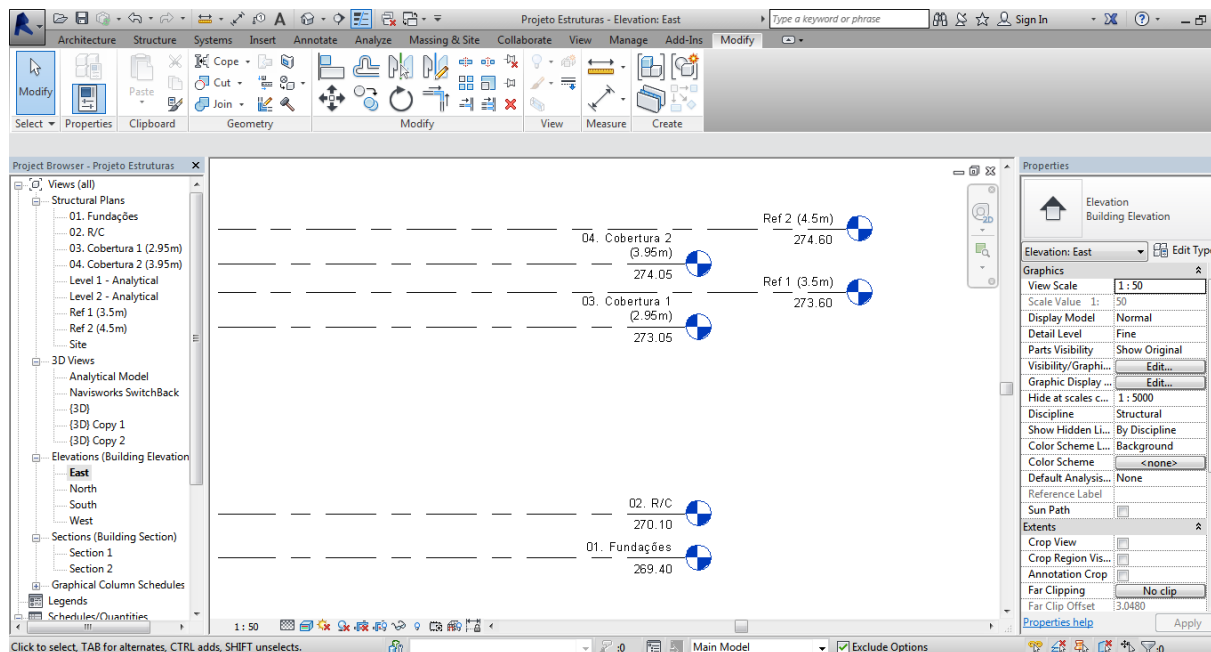 Projeto Estruturas - Elevation: East
Type a keyword or phrase
Sign In
Architecture Structure Systems Insert Annotate Analyze Massing & Site Collaborate View Manage Add-Ins Modify
Modify
Paste
Cope
Cut
Join
Select Properties Clipboard Geometry Modify View Measure Create
Project Browser - Projeto Estruturas
Views (all)
Structural Plans
01. Fundações
02. R/C
03. Cobertura 1 (2.95m)
04. Cobertura 2 (3.95m)
Level 1 - Analytical
Level 2 - Analytical
Ref 1 (3.5m)
Ref 2 (4.5m)
Site
3D Views
Analytical Model
Navisworks SwitchBack
{3D}
{3D} Copy 1
{3D} Copy 2
Elevations (Building Elevation
East
North
South
West
Sections (Building Section)
Section 1
Section 2
Graphical Column Schedules
Legends
Schedules/Quantities
Ref 2 (4.5m)
274.60
04. Cobertura 2
(3.95m)
274.05
Ref 1 (3.5m)
273.60
03. Cobertura 1
(2.95m)
273.05
02. R/C
270.10
01. Fundações
269.40
2D
Properties
Elevation
Building Elevation
Elevation: East Edit Type
Graphics
View Scale 1 : 50
Scale Value 1: 50
Display Model Normal
Detail Level Fine
Parts Visibility Show Original
Visibility/Graphi... Edit...
Graphic Display ... Edit...
Hide at scales c... 1 : 5000
Discipline Structural
Show Hidden Li... By Discipline
Color Scheme L... Background
Color Scheme <none>
Default Analysis... None
Reference Label
Sun Path
Extents
Crop View
Crop Region Vis...
Annotation Crop
Far Clipping No clip
Far Clip Offset 3.0480
Properties help Apply
1 : 50
Click to select, TAB for alternates, CTRL adds, SHIFT unselects. :0 Main Model Exclude Options :0